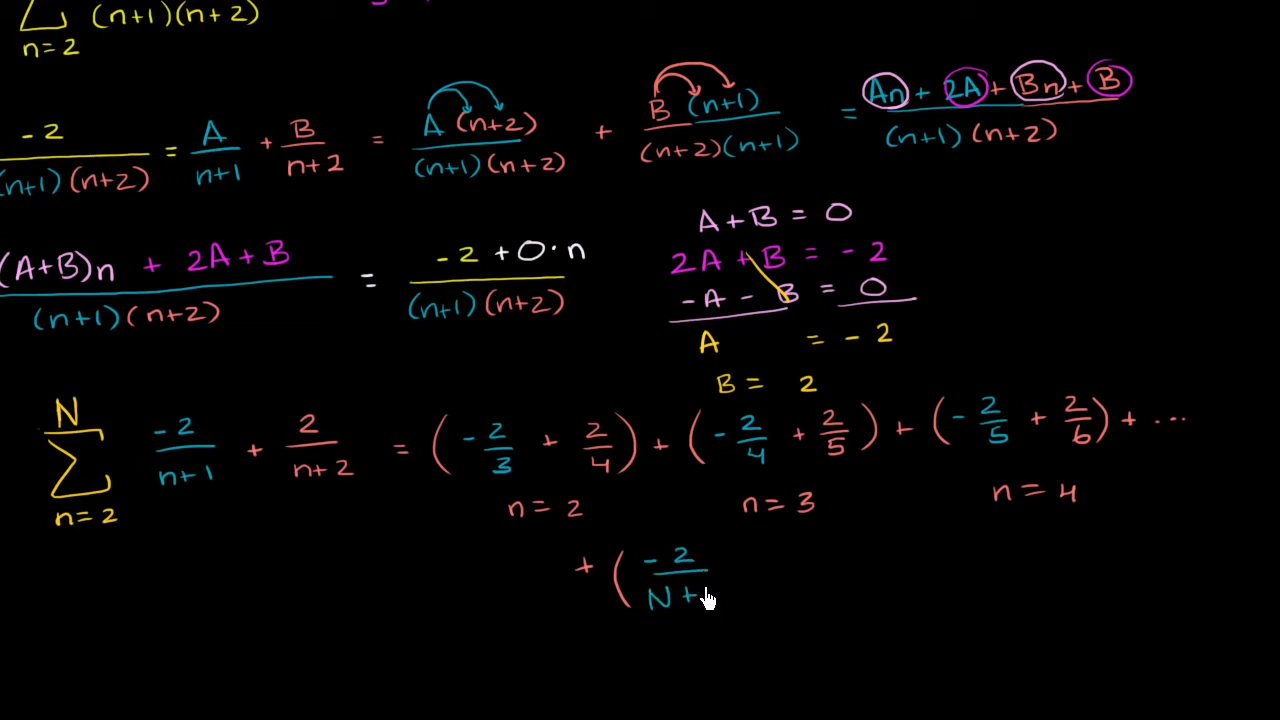 ∑ (n+1)(n+2)
n=2
-2/(n+1)(n+2) = A/n+1 + B/n+2 = A(n+2)/(n+1)(n+2) + B(n+1)/(n+2)(n+1) = An + 2A + Bn + B/(n+1)(n+2)
A+B = 0
(A+B)n + 2A+B/(n+1)(n+2) = -2 +0·n/(n+1)(n+2)
2A + B = -2
-A - B = 0
A = -2
B = 2
N
∑ -2/n+1 + 2/n+2 = (-2/3 + 2/4) + (-2/4 + 2/5) + (-2/5 + 2/6) + ...
n=2
n = 2 n = 3 n = 4
+ (-2/N +